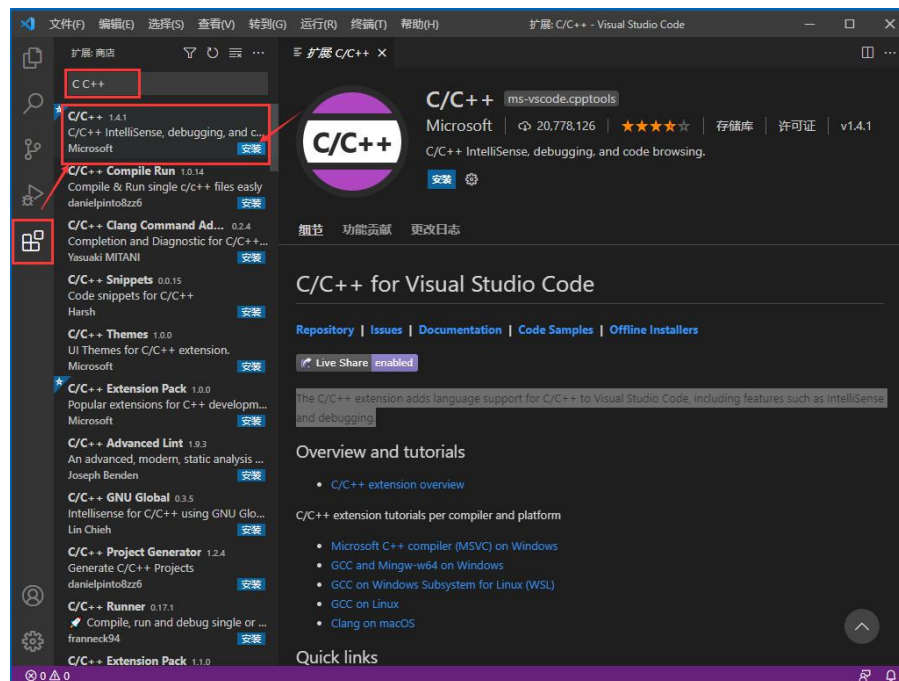 文件(F) 编辑(E) 选择(S) 查看(V) 转到(G) 运行(R) 终端(T) 帮助(H) 扩展: C/C++ - Visual Studio Code
扩展: 商店
扩展 C/C++
C C++
C/C++ 1.4.1
C/C++ IntelliSense, debugging, and c...
Microsoft 安装
C/C++ Compile Run 1.0.14
Compile & Run single c/c++ files easly
danielpinto8zz6 安装
C/C++ Clang Command Ad... 0.2.4
Completion and Diagnostic for C/C++...
Yasuaki MITANI 安装
C/C++ Snippets 0.0.15
Code snippets for C/C++
Harsh 安装
C/C++ Themes 1.0.0
UI Themes for C/C++ extension.
Microsoft 安装
C/C++ Extension Pack 1.0.0
Popular extensions for C++ developm...
Microsoft 安装
C/C++ Advanced Lint 1.9.3
An advanced, modern, static analysis ...
Joseph Benden 安装
C/C++ GNU Global 0.3.5
Intellisense for C/C++ using GNU Glo...
Lin Chieh 安装
C/C++ Project Generator 1.2.4
Generate C/C++ Projects
danielpinto8zz6 安装
C/C++ Runner 0.17.1
Compile, run and debug single or ...
franneck94 安装
C/C++ Extension Pack 1.1.0
C/C++
C/C++ ms-vscode.cpptools
Microsoft 20,778,126 存储库 许可证 v1.4.1
C/C++ IntelliSense, debugging, and code browsing.
安装
细节 功能贡献 更改日志
C/C++ for Visual Studio Code
Repository | Issues | Documentation | Code Samples | Offline Installers
Live Share enabled
The C/C++ extension adds language support for C/C++ to Visual Studio Code, including features such as IntelliSense
and debugging.
Overview and tutorials
C/C++ extension overview
C/C++ extension tutorials per compiler and platform
Microsoft C++ compiler (MSVC) on Windows
GCC and Mingw-w64 on Windows
GCC on Windows Subsystem for Linux (WSL)
GCC on Linux
Clang on macOS
Quick links
0 0